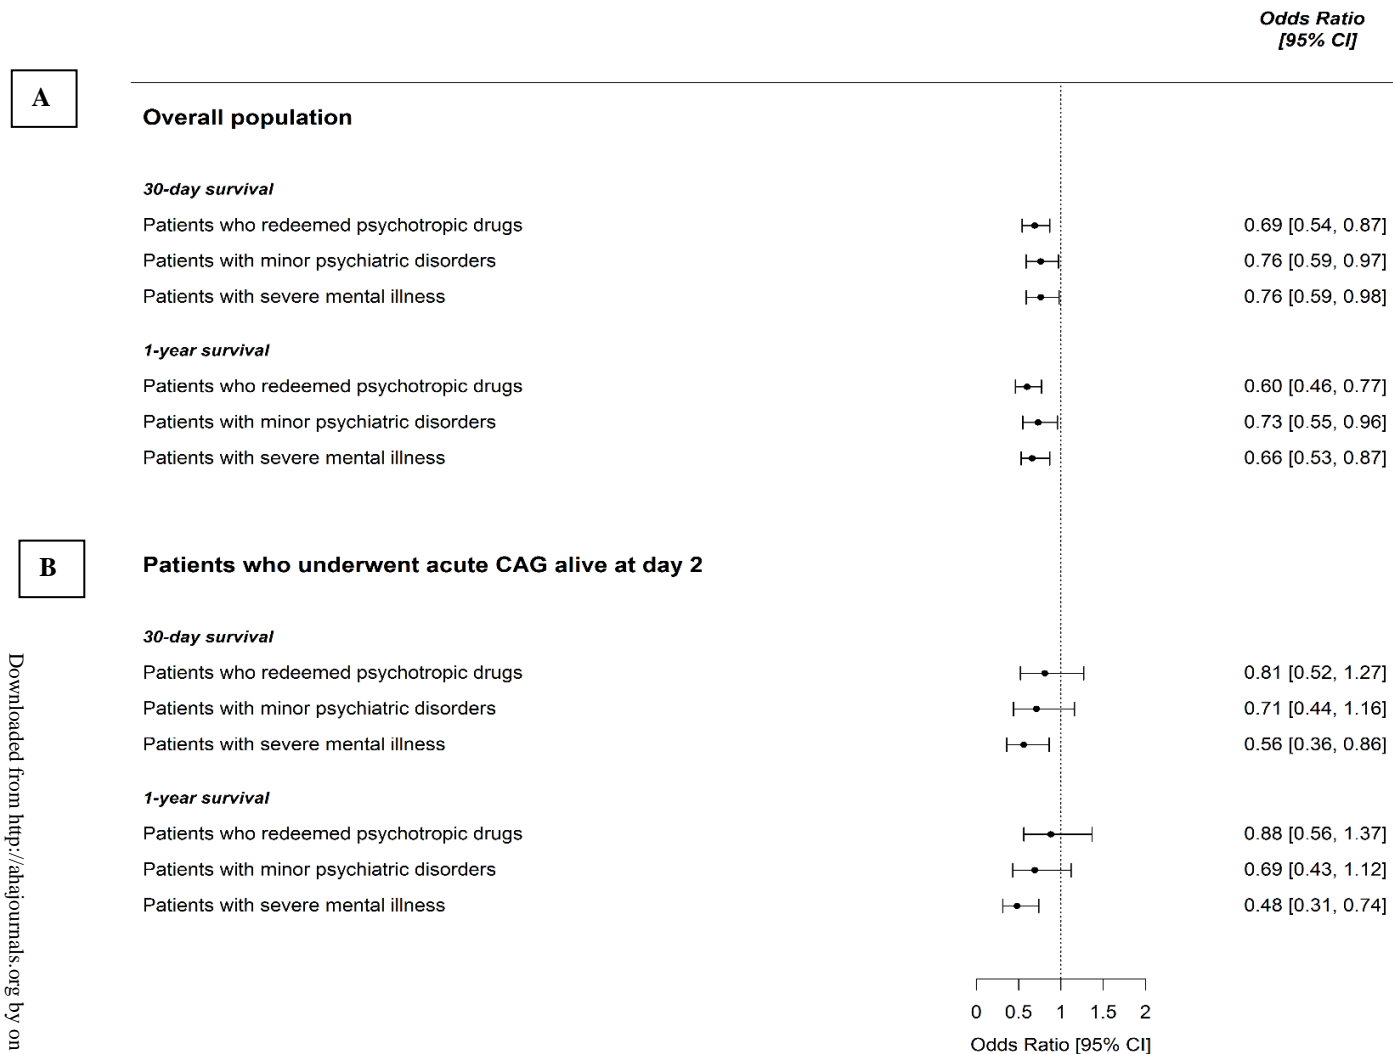 Odds Ratio
[95% CI]
A
Overall population
30-day survival
Patients who redeemed psychotropic drugs 0.69 [0.54, 0.87]
Patients with minor psychiatric disorders 0.76 [0.59, 0.97]
Patients with severe mental illness 0.76 [0.59, 0.98]
1-year survival
Patients who redeemed psychotropic drugs 0.60 [0.46, 0.77]
Patients with minor psychiatric disorders 0.73 [0.55, 0.96]
Patients with severe mental illness 0.66 [0.53, 0.87]
B
Patients who underwent acute CAG alive at day 2
30-day survival
Patients who redeemed psychotropic drugs 0.81 [0.52, 1.27]
Patients with minor psychiatric disorders 0.71 [0.44, 1.16]
Patients with severe mental illness 0.56 [0.36, 0.86]
1-year survival
Patients who redeemed psychotropic drugs 0.88 [0.56, 1.37]
Patients with minor psychiatric disorders 0.69 [0.43, 1.12]
Patients with severe mental illness 0.48 [0.31, 0.74]
0 0.5 1 1.5 2
Odds Ratio [95% CI]
Downloaded from http://ahajournals.org by on